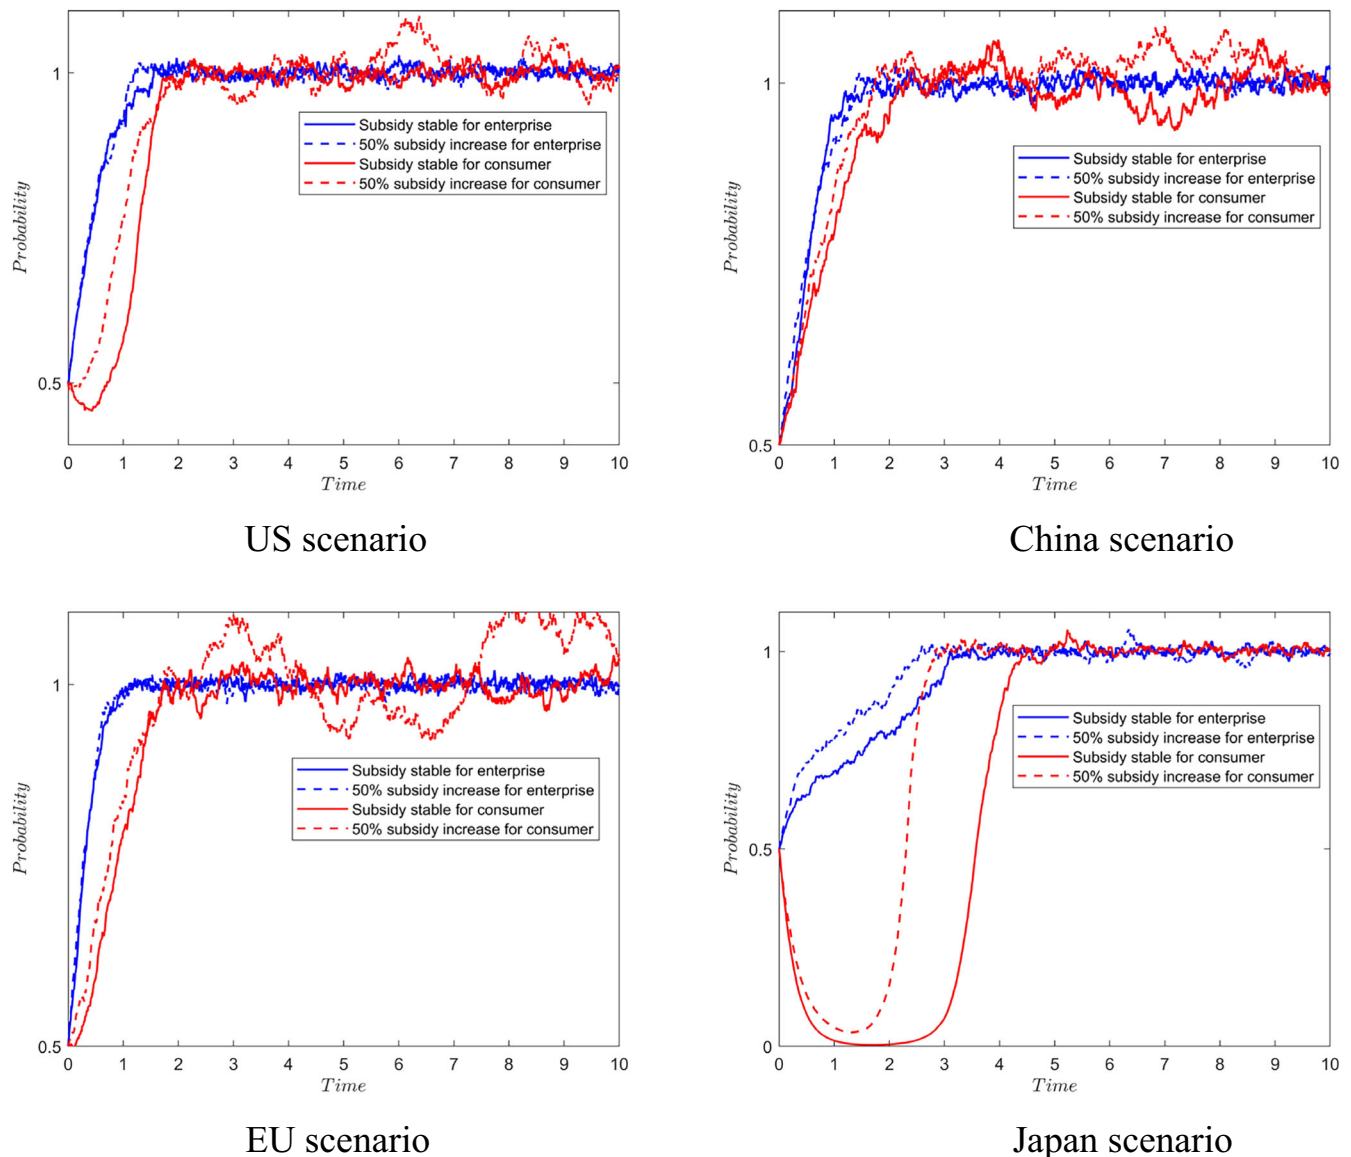 1
0.5
Probability
0 1 2 3 4 5 6 7 8 9 10
Time
Subsidy stable for enterprise
50% subsidy increase for enterprise
Subsidy stable for consumer
50% subsidy increase for consumer
US scenario
1
0.5
Probability
0 1 2 3 4 5 6 7 8 9 10
Time
Subsidy stable for enterprise
50% subsidy increase for enterprise
Subsidy stable for consumer
50% subsidy increase for consumer
China scenario
1
0.5
Probability
0 1 2 3 4 5 6 7 8 9 10
Time
Subsidy stable for enterprise
50% subsidy increase for enterprise
Subsidy stable for consumer
50% subsidy increase for consumer
EU scenario
1
0.5
0
Probability
0 1 2 3 4 5 6 7 8 9 10
Time
Subsidy stable for enterprise
50% subsidy increase for enterprise
Subsidy stable for consumer
50% subsidy increase for consumer
Japan scenario